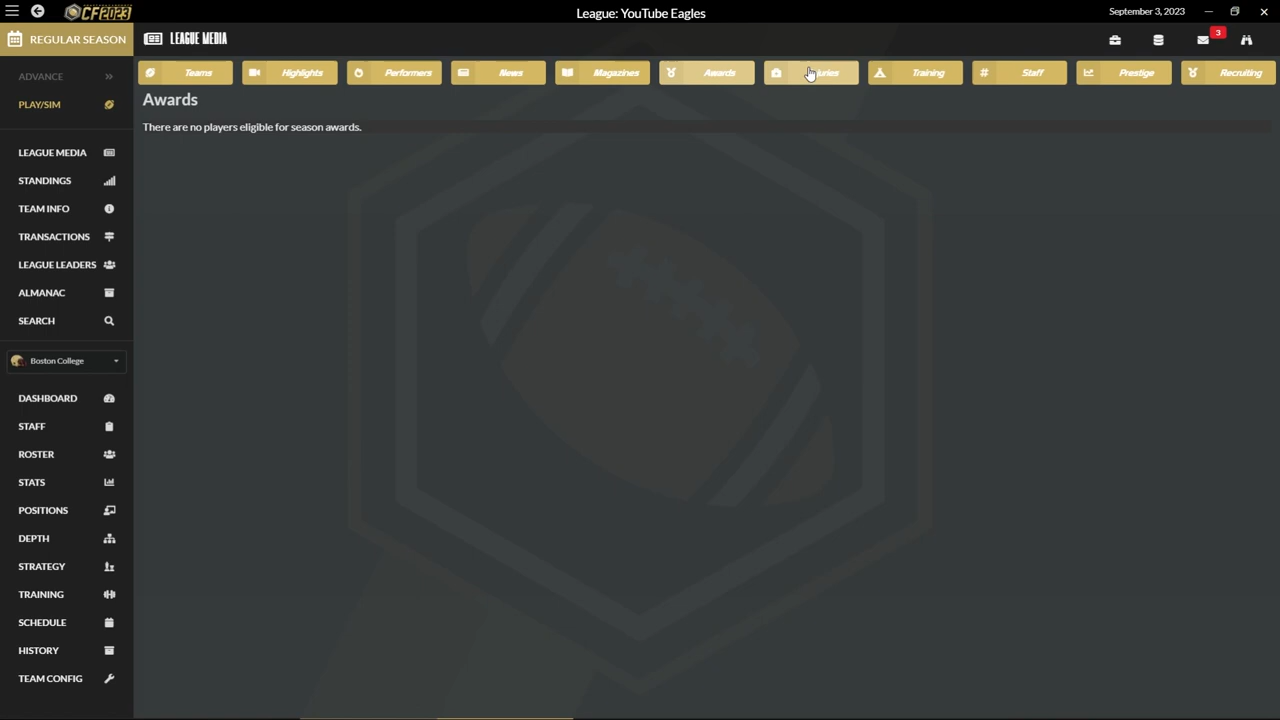 CF2023
League: YouTube Eagles
September 3, 2023
REGULAR SEASON
LEAGUE MEDIA
3
ADVANCE
PLAY/SIM
Teams
Highlights
Performers
News
Magazines
Awards
Training
Staff
Prestige
Recruiting
Awards
There are no players eligible for season awards.
LEAGUE MEDIA
STANDINGS
TEAM INFO
TRANSACTIONS
LEAGUE LEADERS
ALMANAC
SEARCH
Boston College
DASHBOARD
STAFF
ROSTER
STATS
POSITIONS
DEPTH
STRATEGY
TRAINING
SCHEDULE
HISTORY
TEAM CONFIG